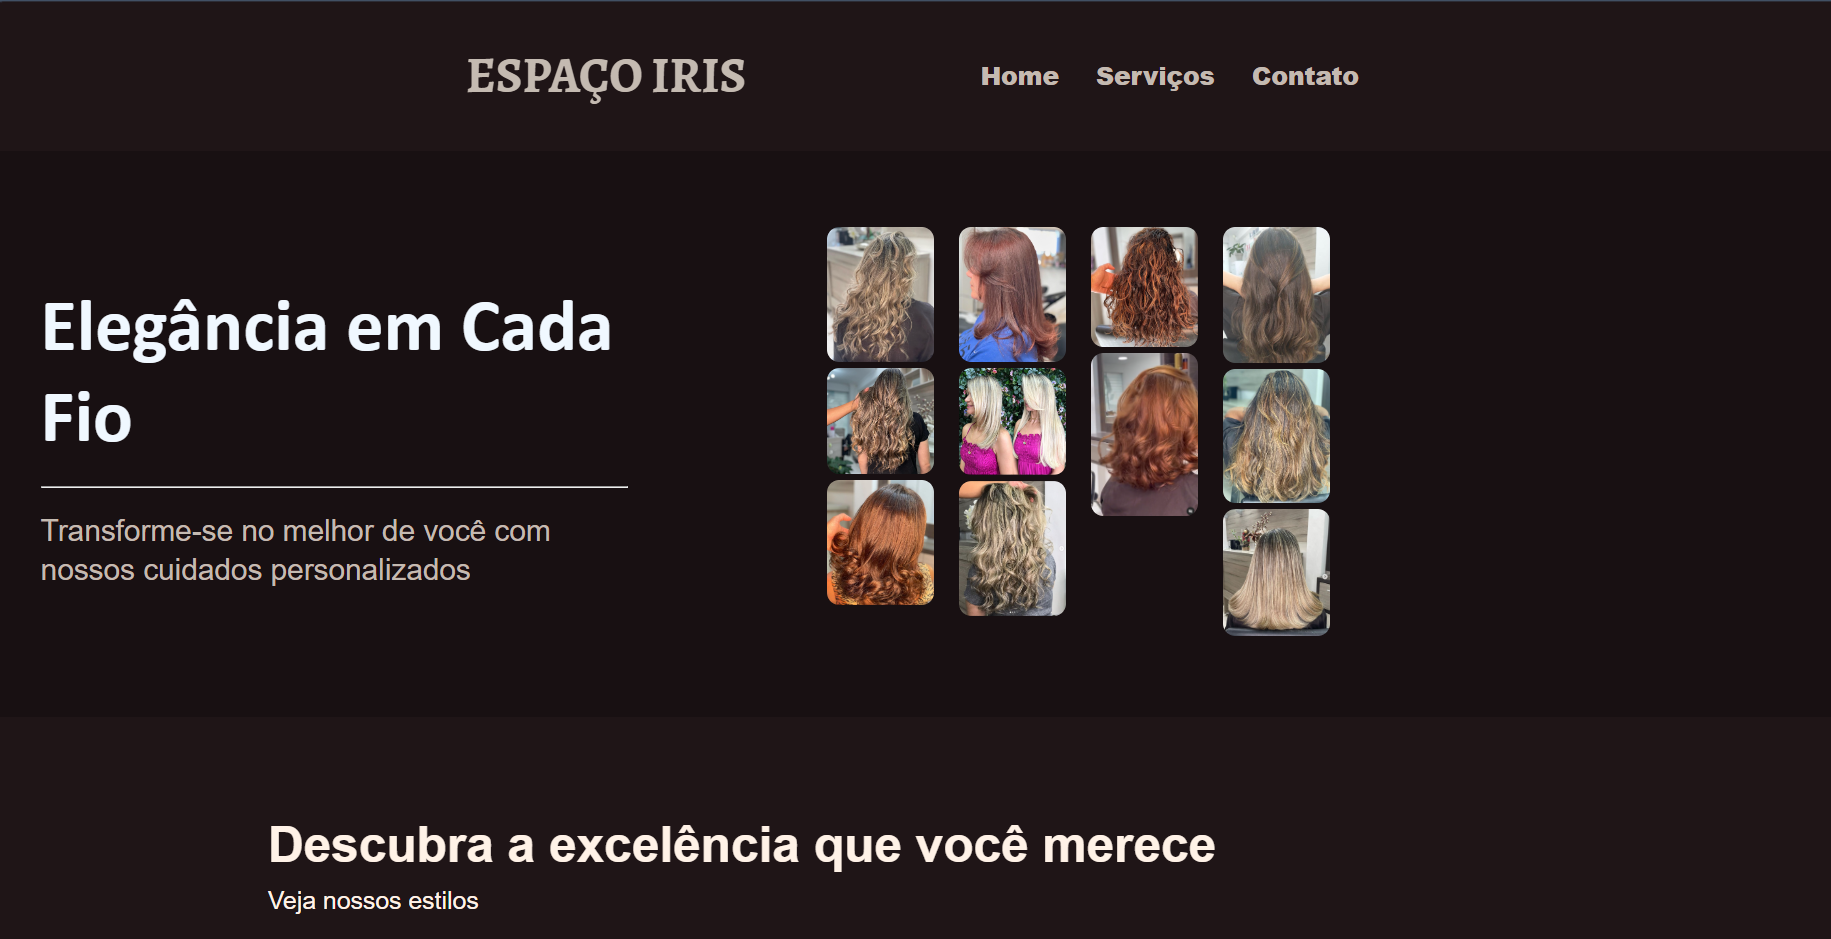 ESPAÇO IRIS
Home
Serviços
Contato
Elegância em Cada
Fio
Transforme-se no melhor de você com
nossos cuidados personalizados
Descubra a excelência que você merece
Veja nossos estilos